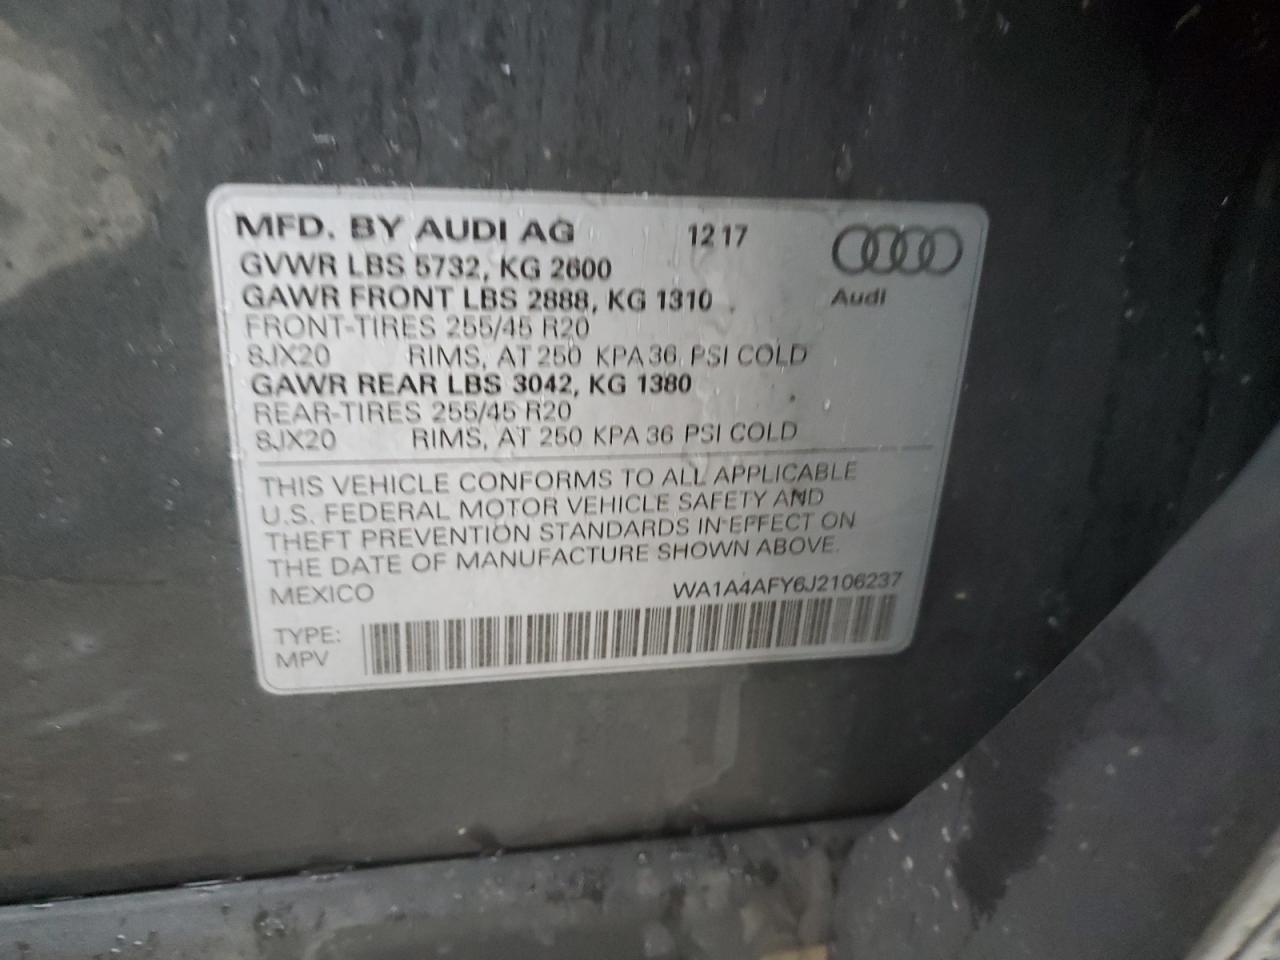 MFD. BY AUDI AG 12 17
GVWR LBS 5732, KG 2600
GAWR FRONT LBS 2888, KG 1310
Audi
FRONT-TIRES 255/45 R20
8JX20 RIMS, AT 250 KPA 36 PSI COLD
GAWR REAR LBS 3042, KG 1380
REAR-TIRES 255/45 R20
8JX20 RIMS, AT 250 KPA 36 PSI COLD
THIS VEHICLE CONFORMS TO ALL APPLICABLE
U.S. FEDERAL MOTOR VEHICLE SAFETY AND
THEFT PREVENTION STANDARDS IN EFFECT ON
THE DATE OF MANUFACTURE SHOWN ABOVE.
MEXICO WA1A4AFY6J2106237
TYPE:
MPV